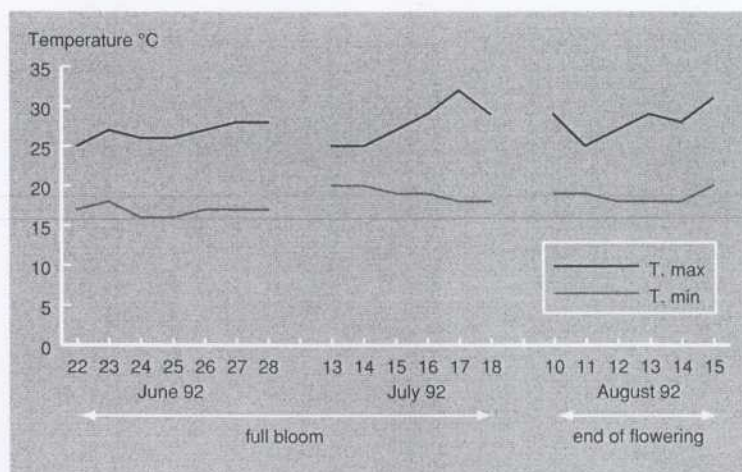 Temperature °C
35
30
25
20
15
10
5
0
T. max
T. min
22 23 24 25 26 27 28 13 14 15 16 17 18 10 11 12 13 14 15
June 92 July 92 August 92
full bloom end of flowering